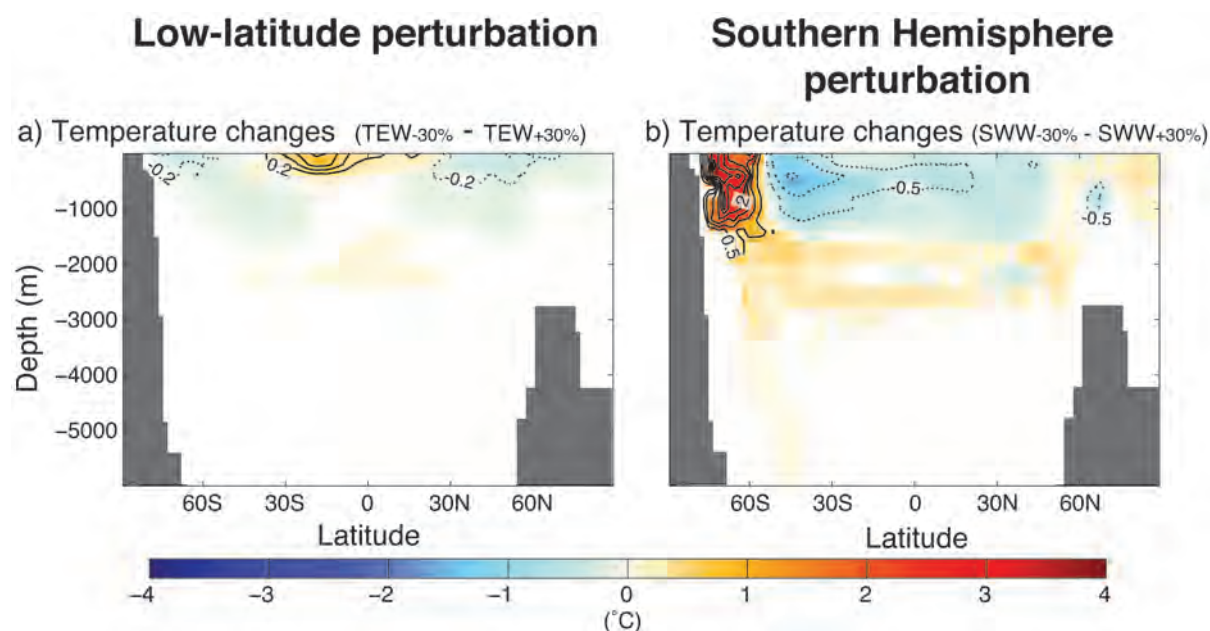 Low-latitude perturbation
Southern Hemisphere
perturbation
a) Temperature changes (TEW-30% - TEW+30%)
b) Temperature changes (SWW-30% - SWW+30%)
-0.2
0.2
-0.2
2
-0.5
-0.5
-0.5
−1000
−2000
−3000
−4000
−5000
Depth (m)
60S 30S 0 30N 60N
60S 30S 0 30N 60N
Latitude
Latitude
−4 −3 −2 −1 0 1 2 3 4
(°C)